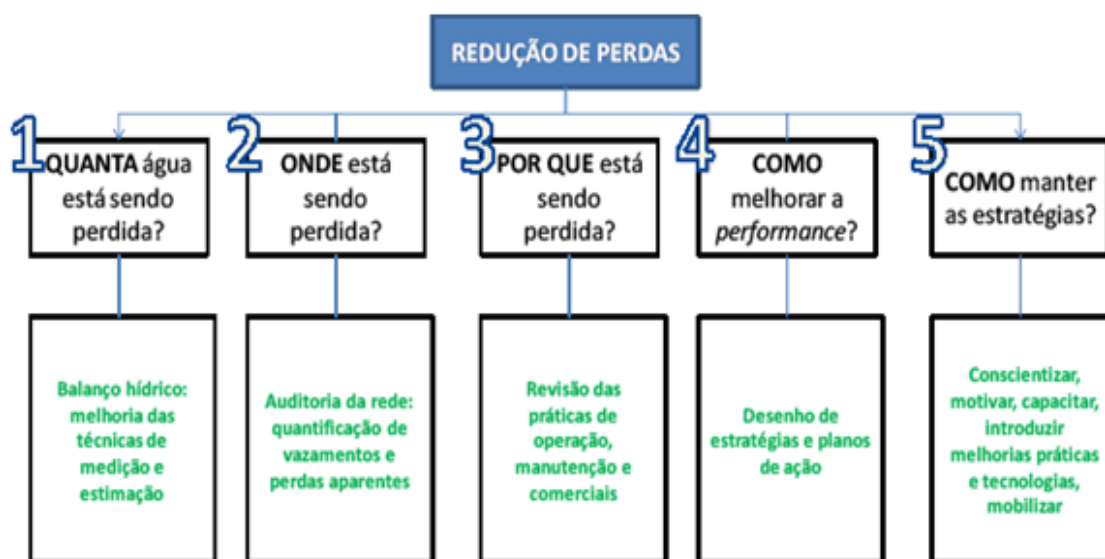 REDUÇÃO DE PERDAS
1
QUANTA água
está sendo
perdida?
2
ONDE está
sendo
perdida?
3
POR QUE está
sendo
perdida?
4
COMO
melhorar a
performance?
5
COMO manter
as estratégias?
Balanço hídrico:
melhoria das
técnicas de
medição e
estimação
Auditoria da rede:
quantificação de
vazamentos e
perdas aparentes
Revisão das
práticas de
operação,
manutenção e
comerciais
Desenho de
estratégias e planos
de ação
Conscientizar,
motivar, capacitar,
introduzir
melhorias práticas
e tecnologias,
mobilizar